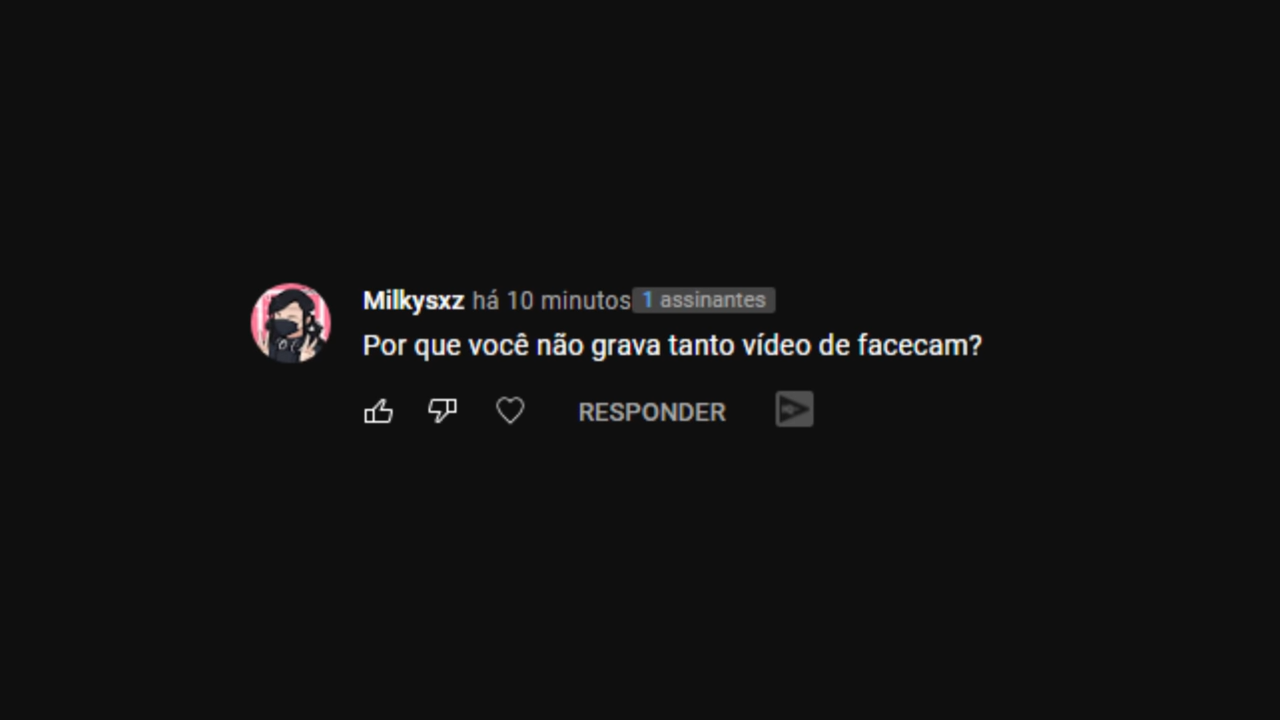 Milkysxz há 10 minutos 1 assinantes
Por que você não grava tanto vídeo de facecam?
RESPONDER